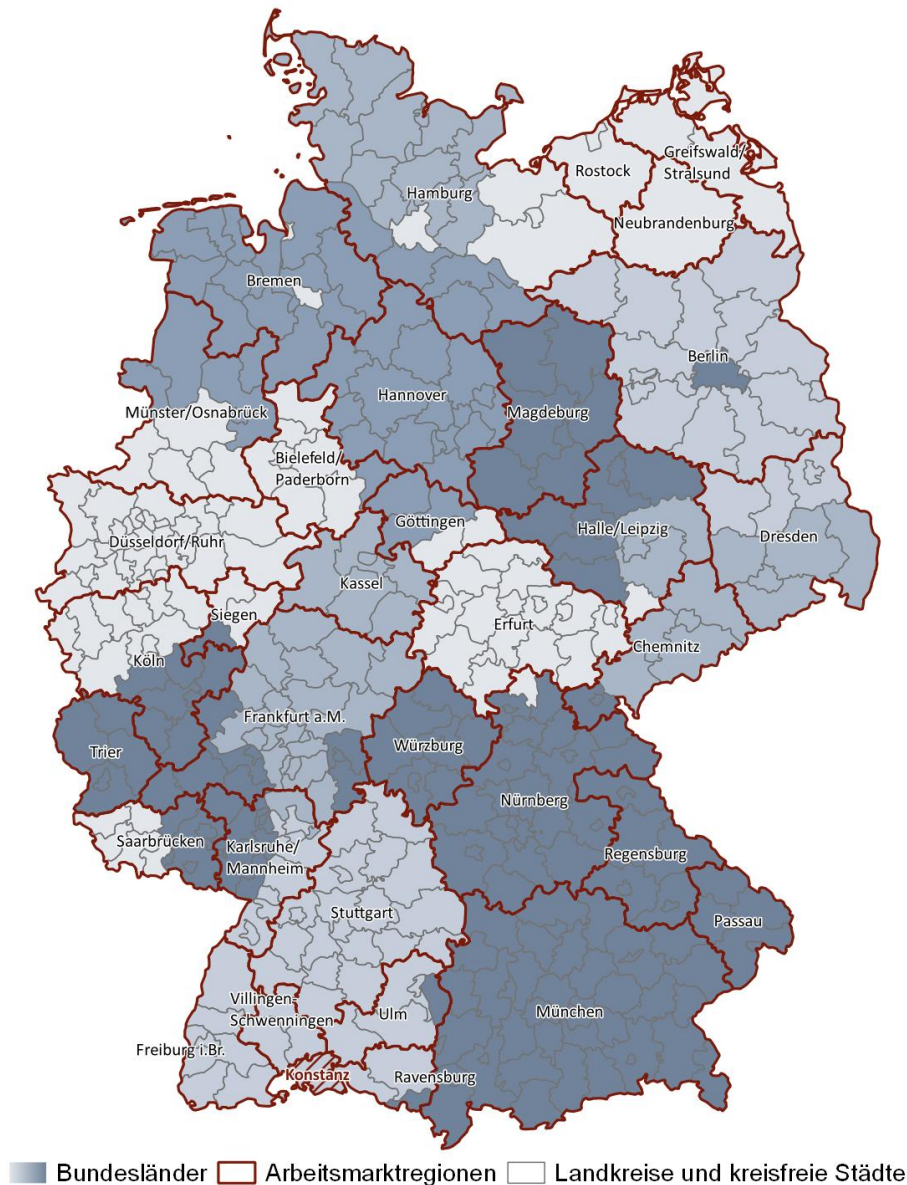 Rostock
Greifswald/
Stralsund
Hamburg
Neubrandenburg
Bremen
Berlin
Hannover
Münster/Osnabrück
Magdeburg
Bielefeld/
Paderborn
Göttingen
Halle/Leipzig
Dresden
Düsseldorf/Ruhr
Kassel
Siegen
Erfurt
Chemnitz
Köln
Frankfurt a.M.
Trier
Würzburg
Nürnberg
Saarbrücken
Karlsruhe/
Mannheim
Regensburg
Stuttgart
Passau
Villingen-
Schwenningen
Ulm
München
Freiburg i.Br.
Konstanz
Ravensburg
Bundesländer Arbeitsmarktregionen Landkreise und kreisfreie Städte